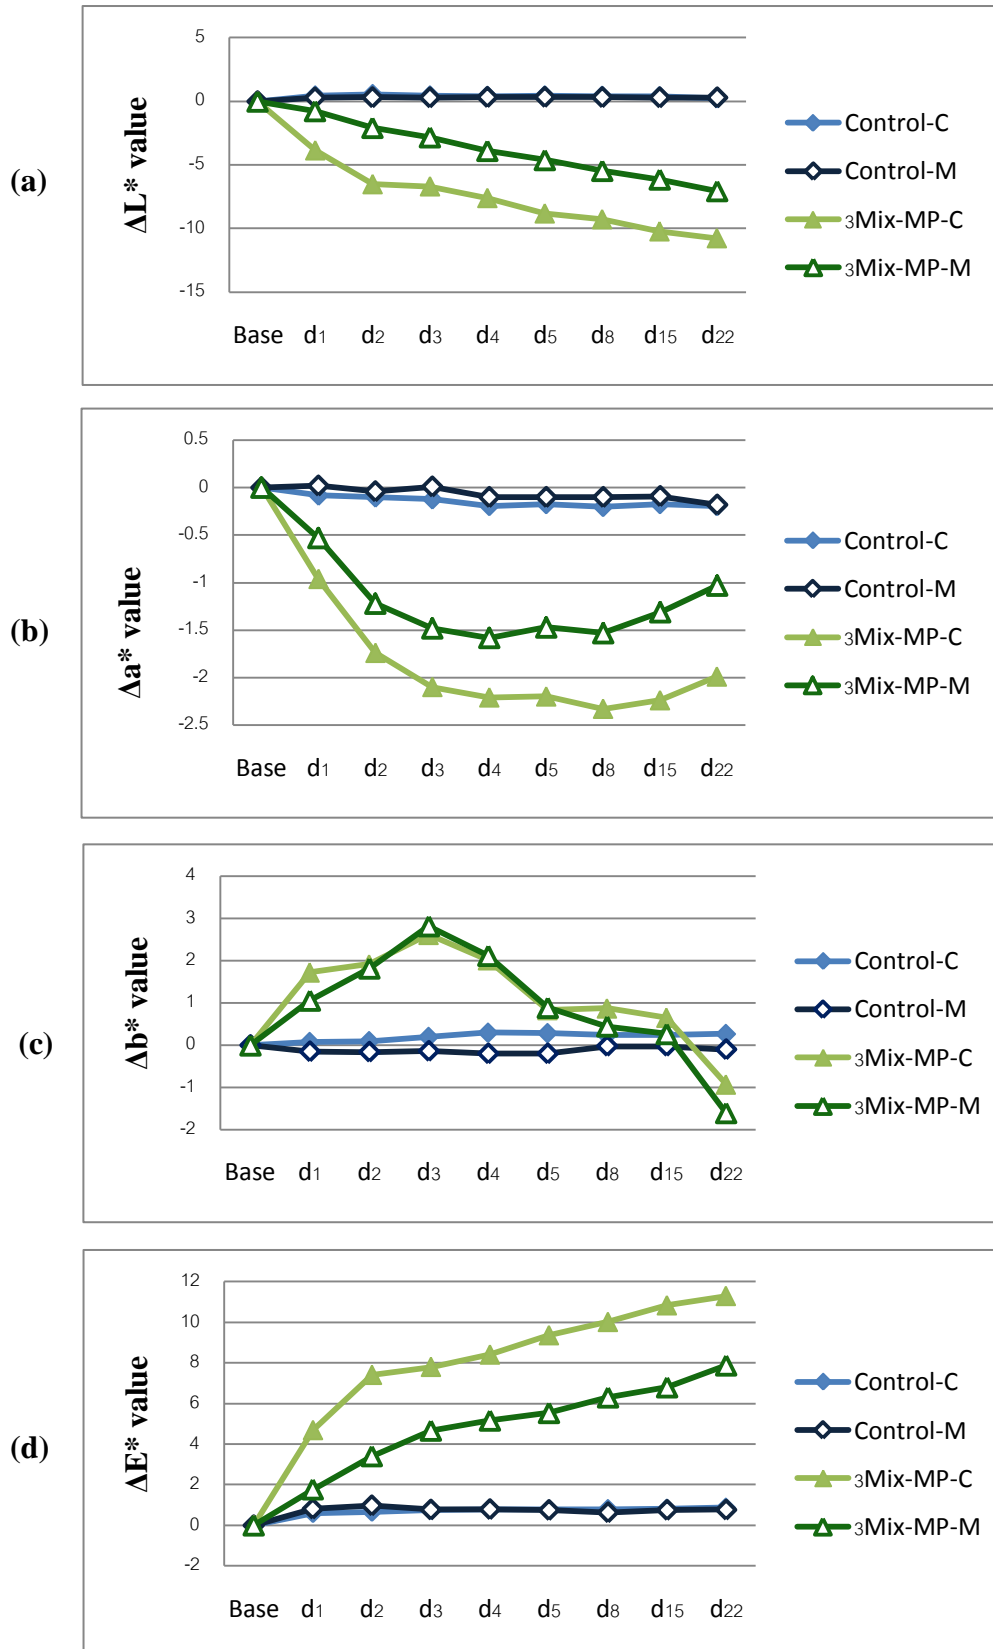 (a)
ΔL* value
5
0
-5
-10
-15
Base d1 d2 d3 d4 d5 d8 d15 d22
Control-C
Control-M
3Mix-MP-C
3Mix-MP-M
(b)
Δa* value
0.5
0
-0.5
-1
-1.5
-2
-2.5
Base d1 d2 d3 d4 d5 d8 d15 d22
Control-C
Control-M
3Mix-MP-C
3Mix-MP-M
(c)
Δb* value
4
3
2
1
0
-1
-2
Base d1 d2 d3 d4 d5 d8 d15 d22
Control-C
Control-M
3Mix-MP-C
3Mix-MP-M
(d)
ΔE* value
12
10
8
6
4
2
0
-2
Base d1 d2 d3 d4 d5 d8 d15 d22
Control-C
Control-M
3Mix-MP-C
3Mix-MP-M